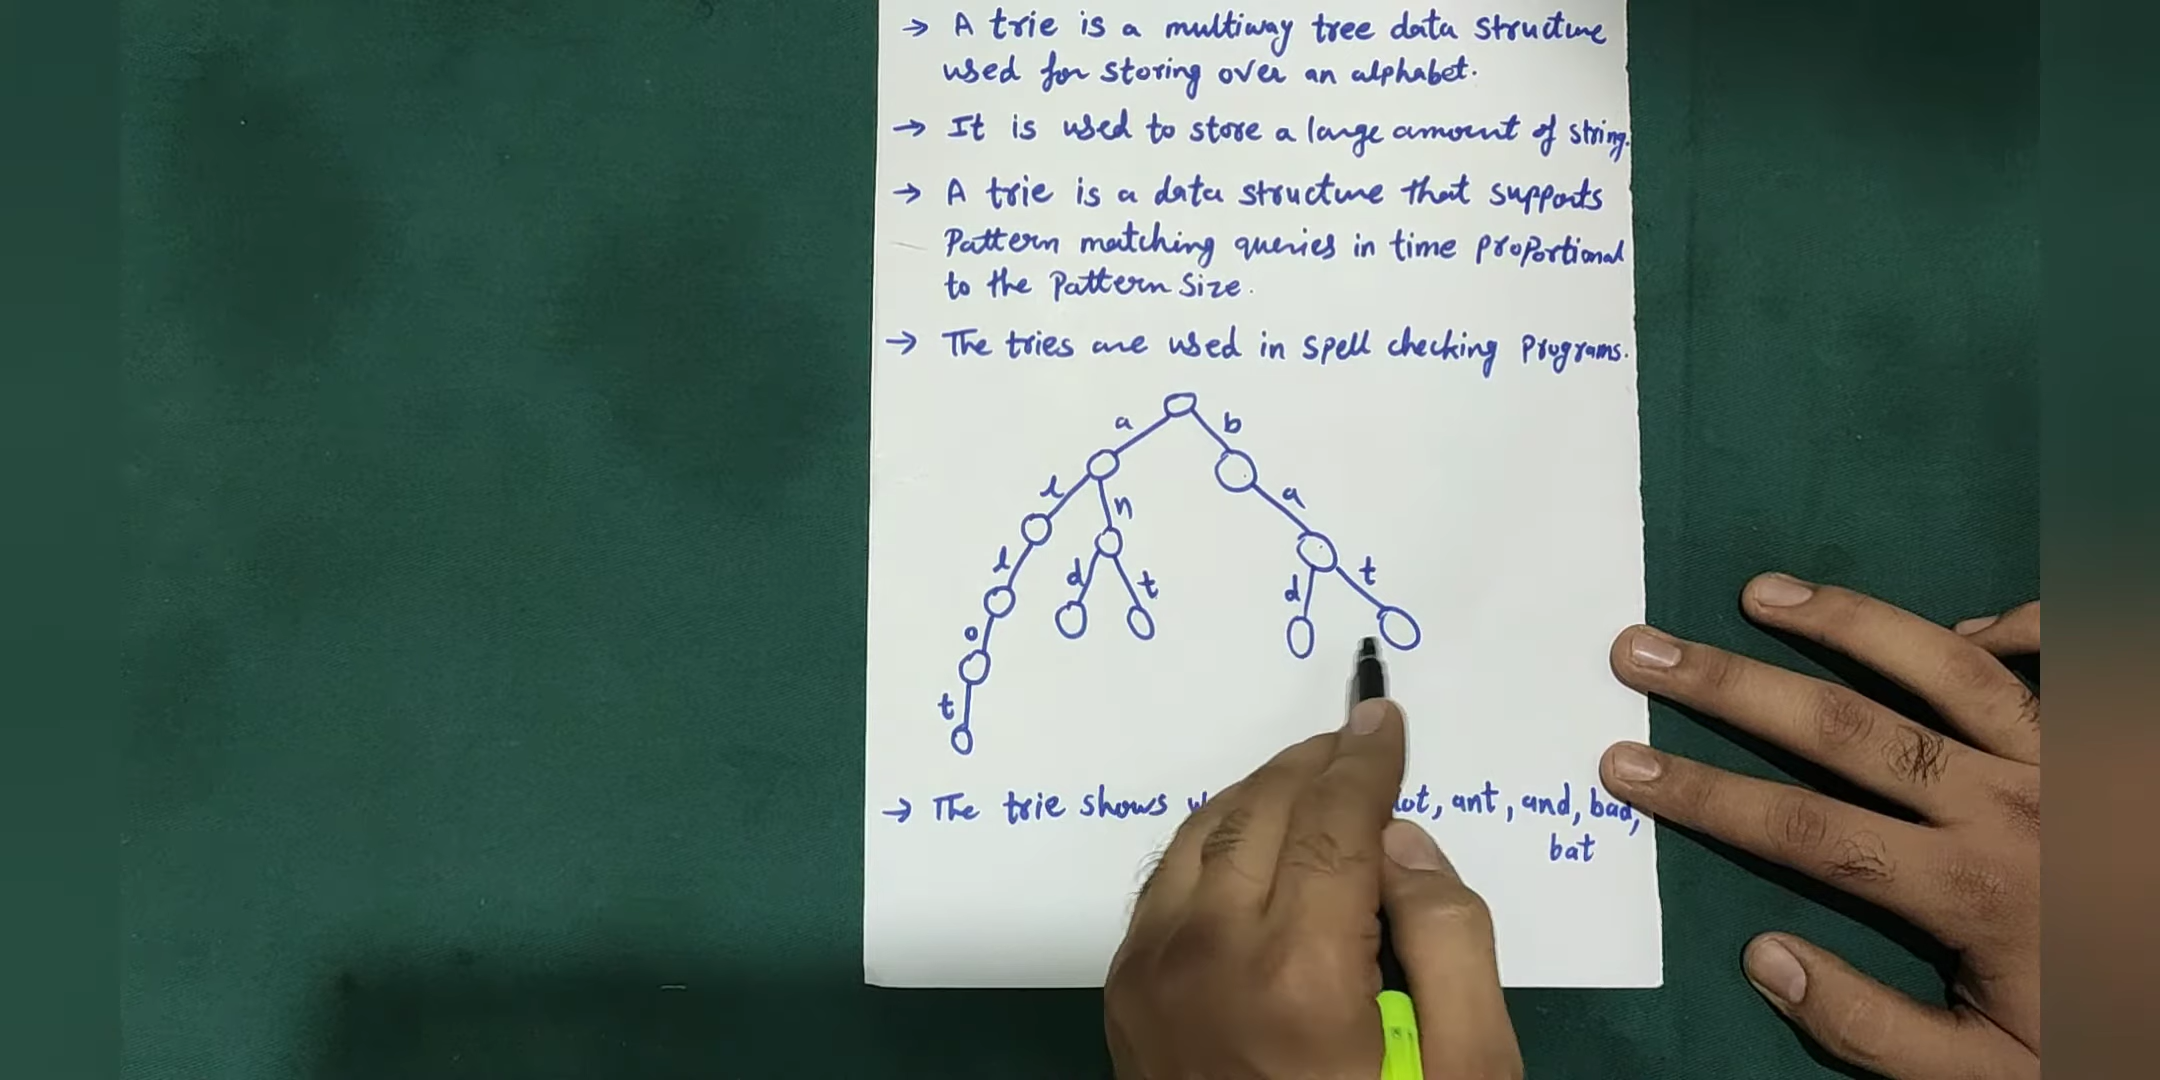 → A trie is a multiway tree data structure
used for storing over an alphabet.
→ It is used to store a large amount of string.
→ A trie is a data structure that supports
Pattern matching queries in time proportional
to the Pattern size.
→ The tries are used in spell checking programs.
a b
l n a
l d t d t
o
t
→ The trie shows lot, ant, and, bad,
bat